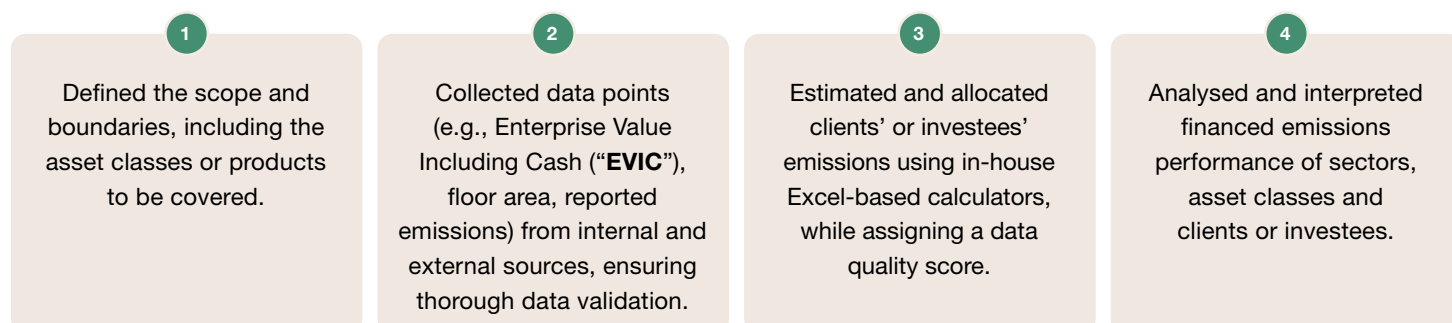 1
Defined the scope and
boundaries, including the
asset classes or products
to be covered.
2
Collected data points
(e.g., Enterprise Value
Including Cash (“EVIC”),
floor area, reported
emissions) from internal and
external sources, ensuring
thorough data validation.
3
Estimated and allocated
clients’ or investees’
emissions using in-house
Excel-based calculators,
while assigning a data
quality score.
4
Analysed and interpreted
financed emissions
performance of sectors,
asset classes and
clients or investees.